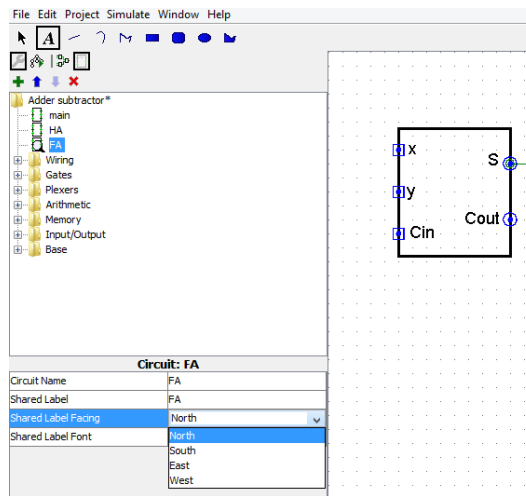 File Edit Project Simulate Window Help
A
Adder subtractor*
main
HA
FA
Wiring
Gates
Plexers
Arithmetic
Memory
Input/Output
Base
x
S
y
Cout
Cin
Circuit: FA
Circuit Name FA
Shared Label FA
Shared Label Facing North
Shared Label Font North
South
East
West